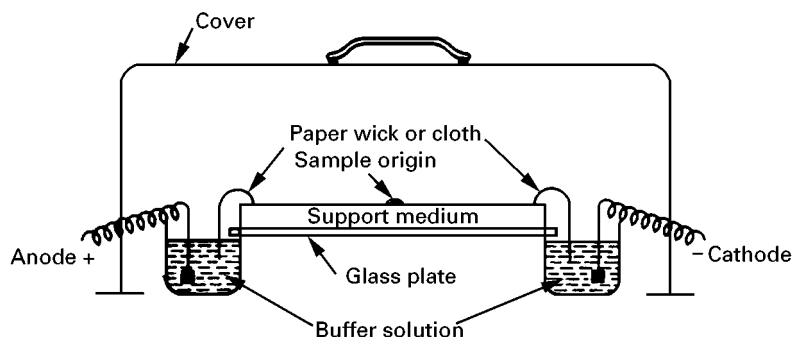 Cover
Paper wick or cloth
Sample origin
Support medium
Anode +
− Cathode
Glass plate
Buffer solution